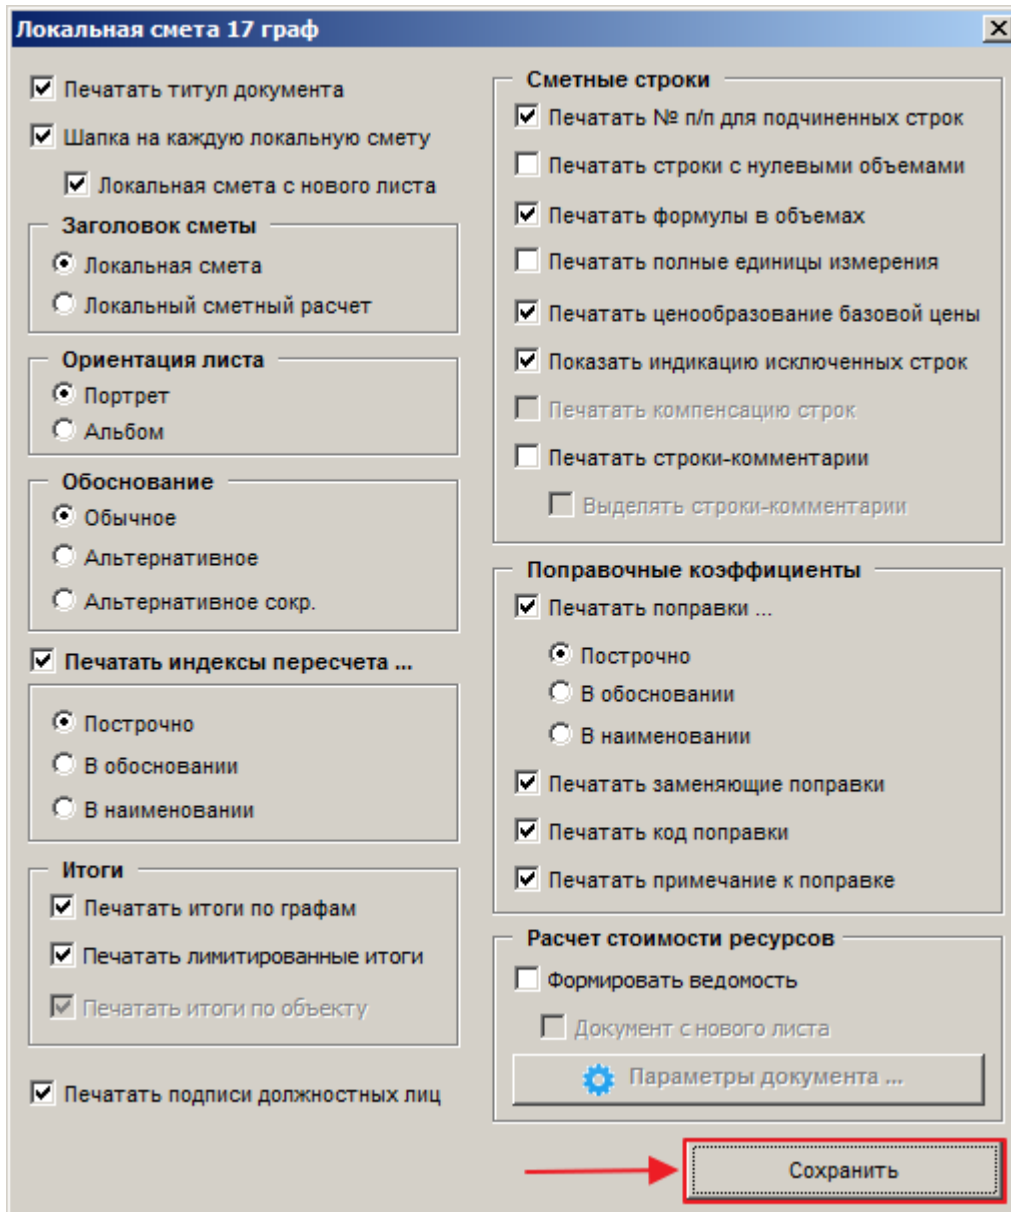 Локальная смета 17 граф
Печатать титул документа
Шапка на каждую локальную смету
Локальная смета с нового листа
Заголовок сметы
Локальная смета
Локальный сметный расчет
Ориентация листа
Портрет
Альбом
Обоснование
Обычное
Альтернативное
Альтернативное сокр.
Печатать индексы пересчета ...
Построчно
В обосновании
В наименовании
Итоги
Печатать итоги по графам
Печатать лимитированные итоги
Печатать итоги по объекту
Печатать подписи должностных лиц
Сметные строки
Печатать № п/п для подчиненных строк
Печатать строки с нулевыми объемами
Печатать формулы в объемах
Печатать полные единицы измерения
Печатать ценообразование базовой цены
Показать индикацию исключенных строк
Печатать компенсацию строк
Печатать строки-комментарии
Выделять строки-комментарии
Поправочные коэффициенты
Печатать поправки ...
Построчно
В обосновании
В наименовании
Печатать заменяющие поправки
Печатать код поправки
Печатать примечание к поправке
Расчет стоимости ресурсов
Формировать ведомость
Документ с нового листа
Параметры документа ...
Сохранить